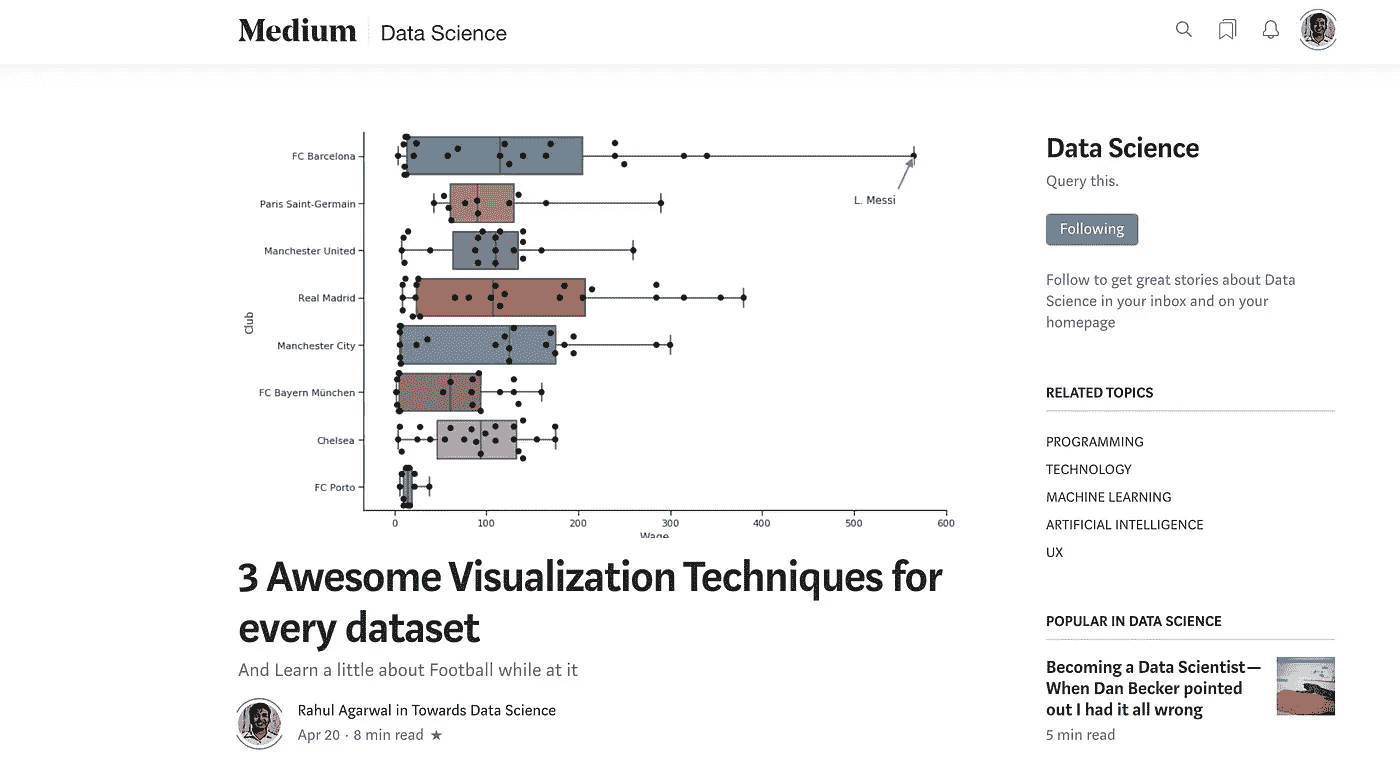 Medium Data Science
FC Barcelona
L. Messi
Paris Saint-Germain
Manchester United
Real Madrid
Club
Manchester City
FC Bayern München
Chelsea
FC Porto
0 100 200 300 400 500 600
Wage
3 Awesome Visualization Techniques for
every dataset
And Learn a little about Football while at it
Rahul Agarwal in Towards Data Science
Apr 20 · 8 min read ★
Data Science
Query this.
Following
Follow to get great stories about Data
Science in your inbox and on your
homepage
RELATED TOPICS
PROGRAMMING
TECHNOLOGY
MACHINE LEARNING
ARTIFICIAL INTELLIGENCE
UX
POPULAR IN DATA SCIENCE
Becoming a Data Scientist—
When Dan Becker pointed
out I had it all wrong
5 min read